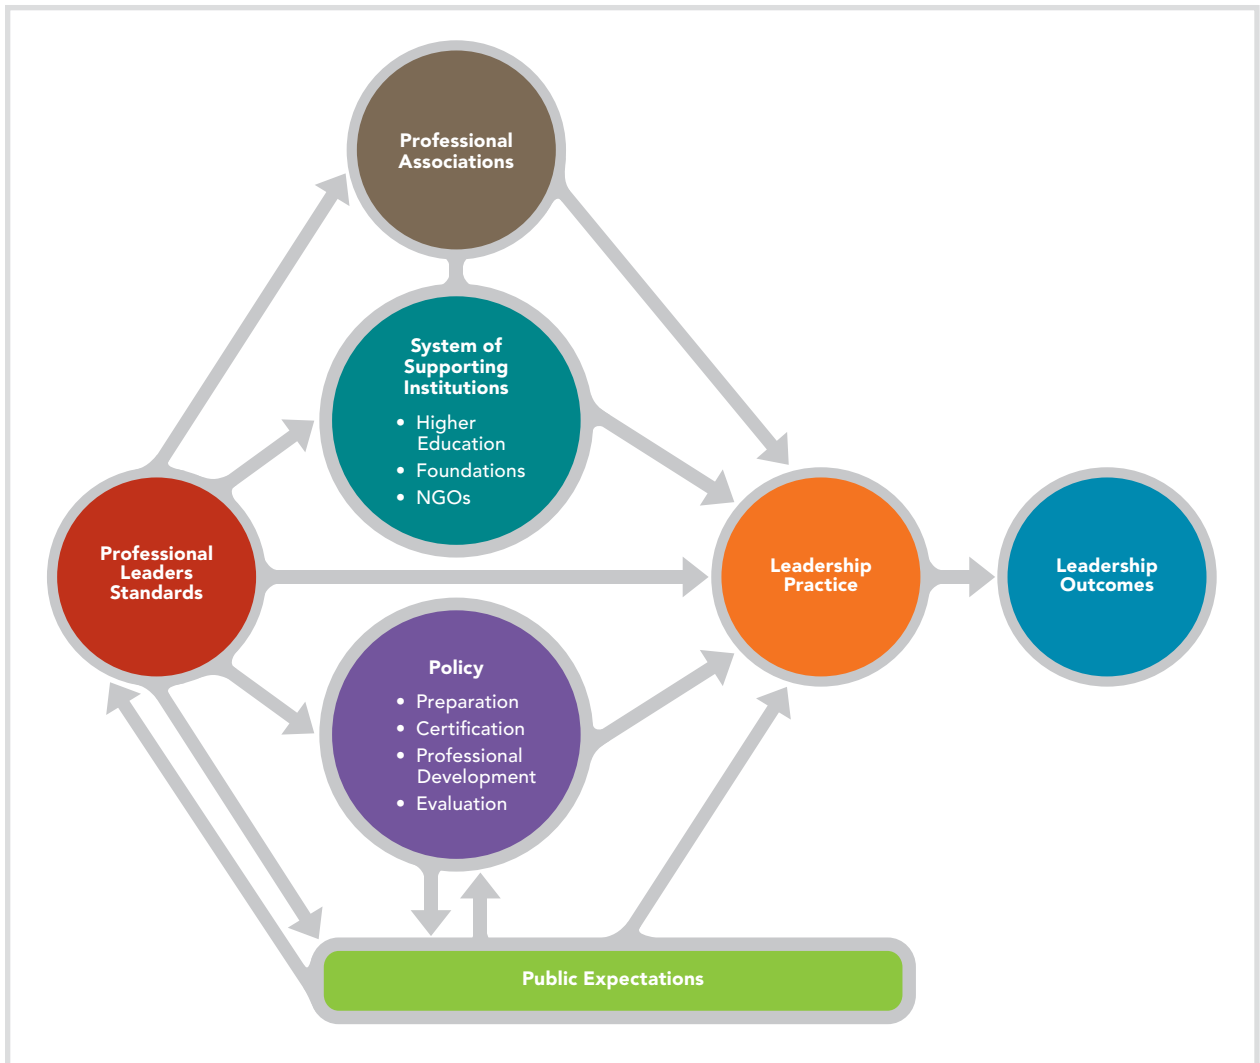 Professional
Associations
System of
Supporting
Institutions
• Higher
Education
• Foundations
• NGOs
Professional
Leaders
Standards
Leadership
Practice
Leadership
Outcomes
Policy
• Preparation
• Certification
• Professional
Development
• Evaluation
Public Expectations